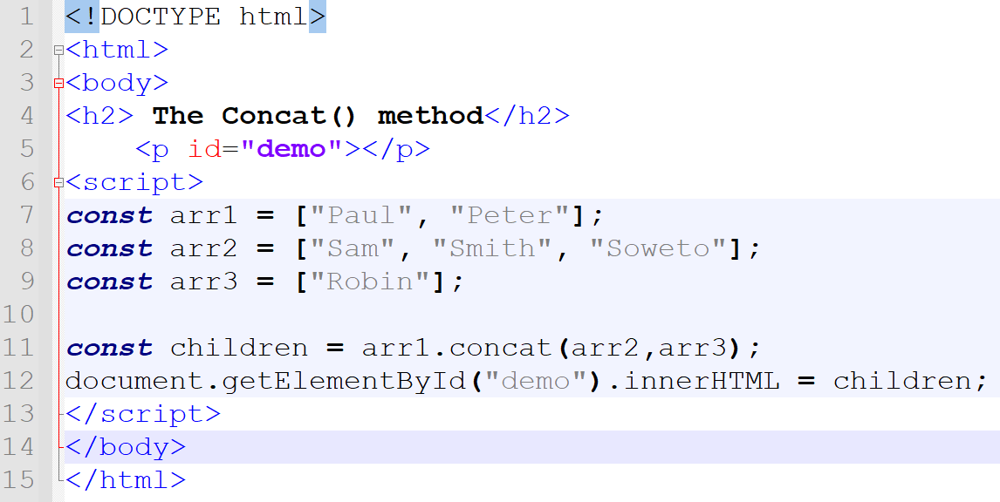 1 <!DOCTYPE html>
2 <html>
3 <body>
4 <h2> The Concat() method</h2>
5     <p id="demo"></p>
6 <script>
7 const arr1 = ["Paul", "Peter"];
8 const arr2 = ["Sam", "Smith", "Soweto"];
9 const arr3 = ["Robin"];
10
11 const children = arr1.concat(arr2,arr3);
12 document.getElementById("demo").innerHTML = children;
13 </script>
14 </body>
15 </html>